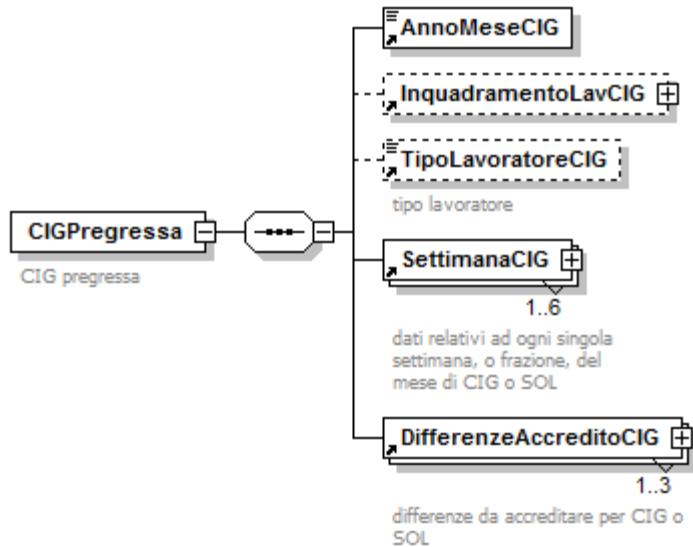 AnnoMeseCIG
InquadramentoLavCIG
TipoLavoratoreCIG
tipo lavoratore
CIGPregressa
CIG pregressa
SettimanaCIG
1..6
dati relativi ad ogni singola
settimana, o frazione, del
mese di CIG o SOL
DifferenzeAccreditoCIG
1..3
differenze da accreditare per CIG o
SOL